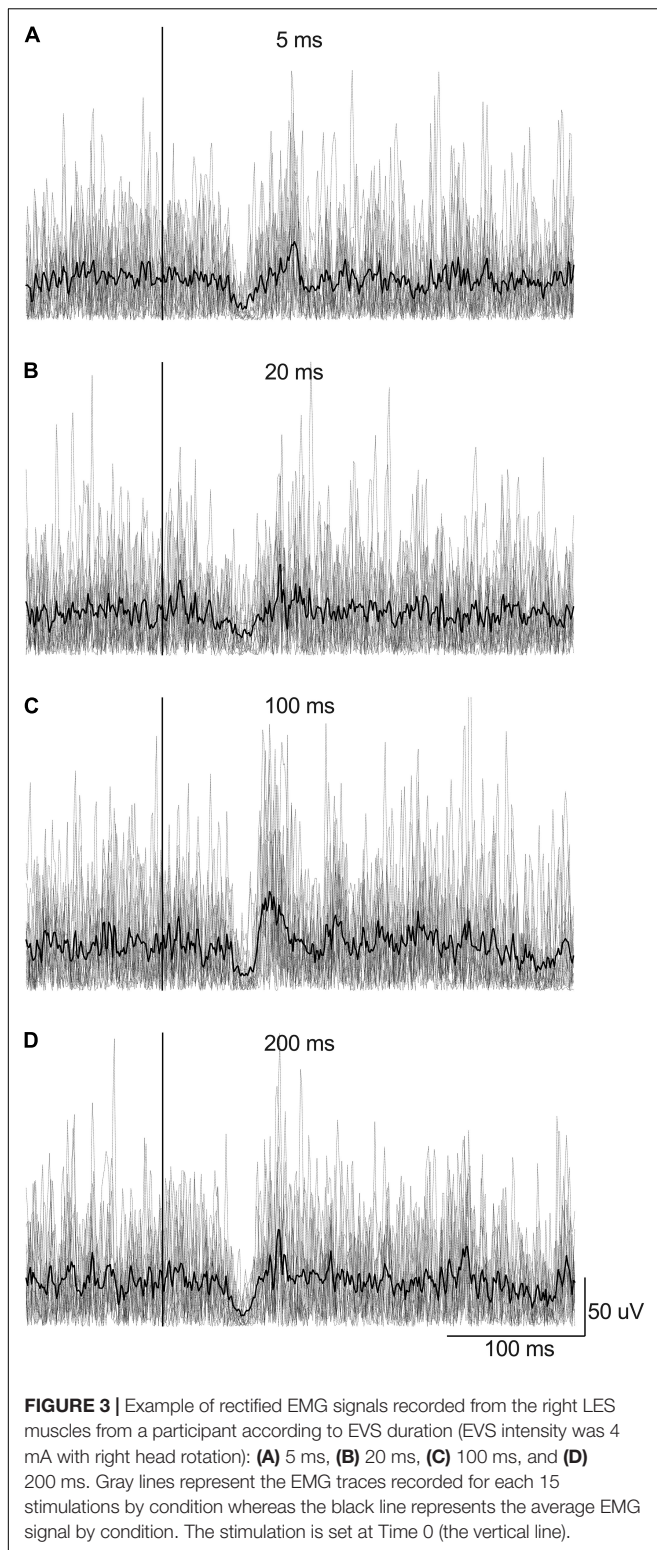 A
5 ms
B
20 ms
C
100 ms
D
200 ms
50 uV
100 ms
FIGURE 3 | Example of rectified EMG signals recorded from the right LES
muscles from a participant according to EVS duration (EVS intensity was 4
mA with right head rotation): (A) 5 ms, (B) 20 ms, (C) 100 ms, and (D)
200 ms. Gray lines represent the EMG traces recorded for each 15
stimulations by condition whereas the black line represents the average EMG
signal by condition. The stimulation is set at Time 0 (the vertical line).